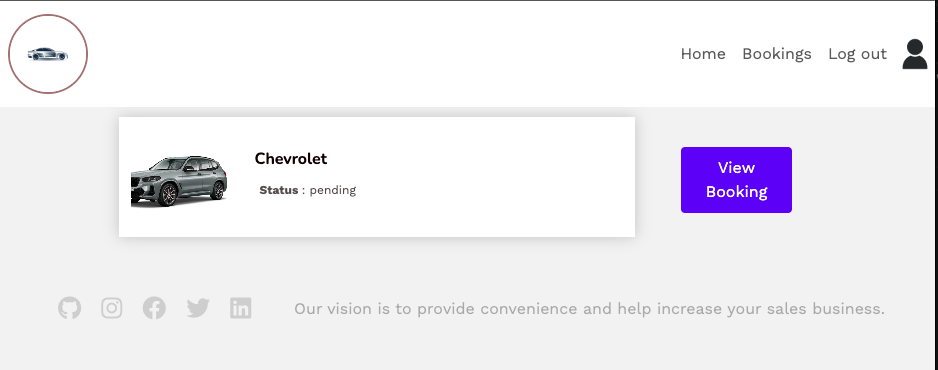 Home Bookings Log out
Chevrolet
Status : pending
View
Booking
Our vision is to provide convenience and help increase your sales business.